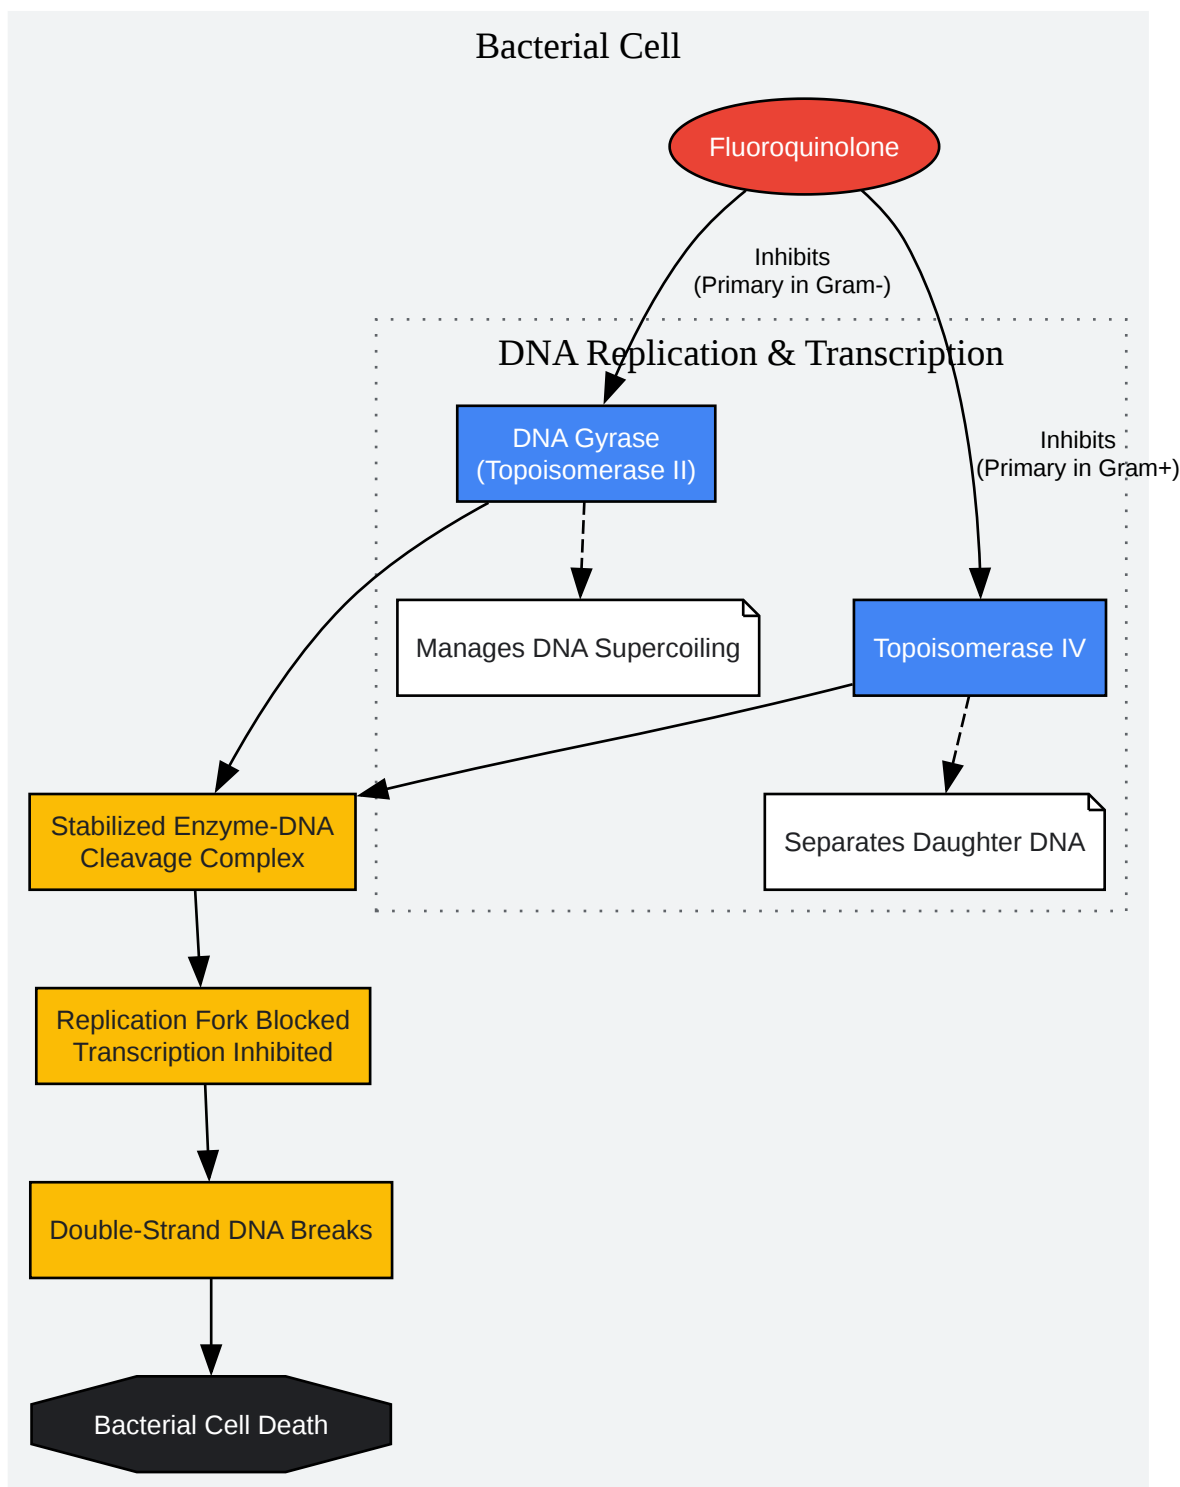 Bacterial Cell
Fluoroquinolone
Inhibits
(Primary in Gram-)
DNA Replication & Transcription
DNA Gyrase
(Topoisomerase II)
Inhibits
(Primary in Gram+)
Manages DNA Supercoiling
Topoisomerase IV
Stabilized Enzyme-DNA
Cleavage Complex
Separates Daughter DNA
Replication Fork Blocked
Transcription Inhibited
Double-Strand DNA Breaks
Bacterial Cell Death